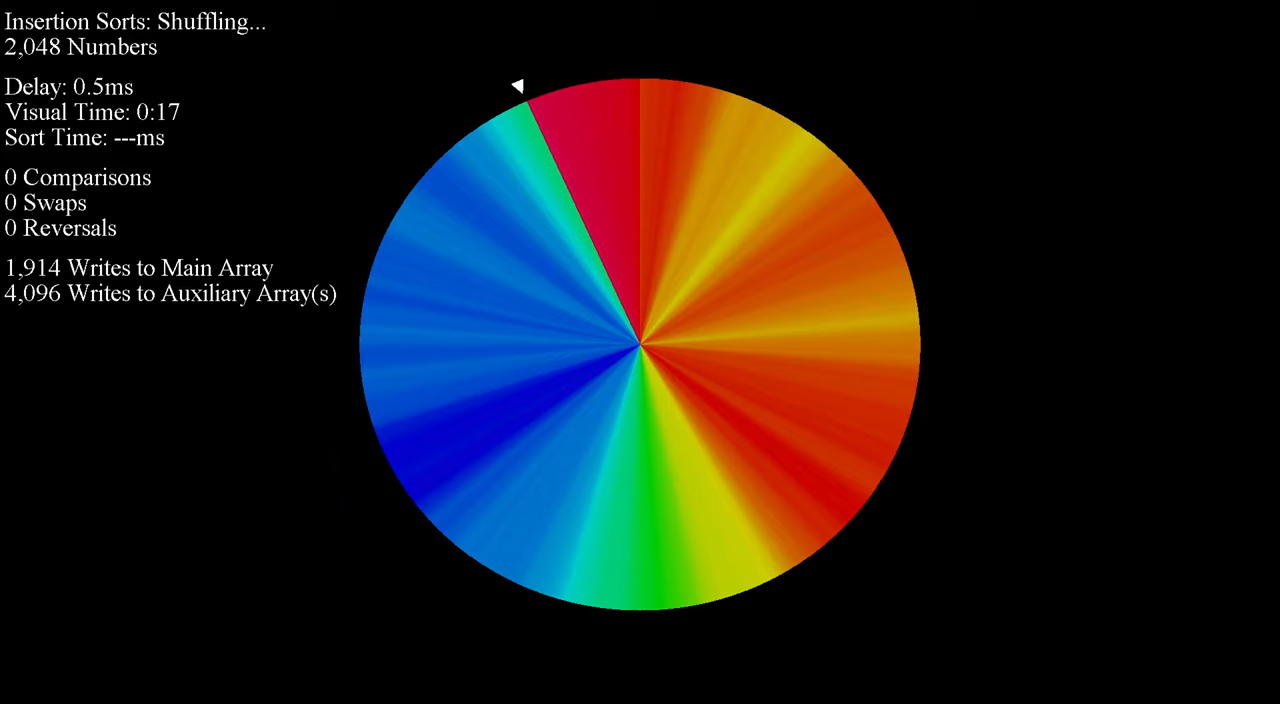 Insertion Sorts: Shuffling...
2,048 Numbers
Delay: 0.5ms
Visual Time: 0:17
Sort Time: ---ms
0 Comparisons
0 Swaps
0 Reversals
1,914 Writes to Main Array
4,096 Writes to Auxiliary Array(s)